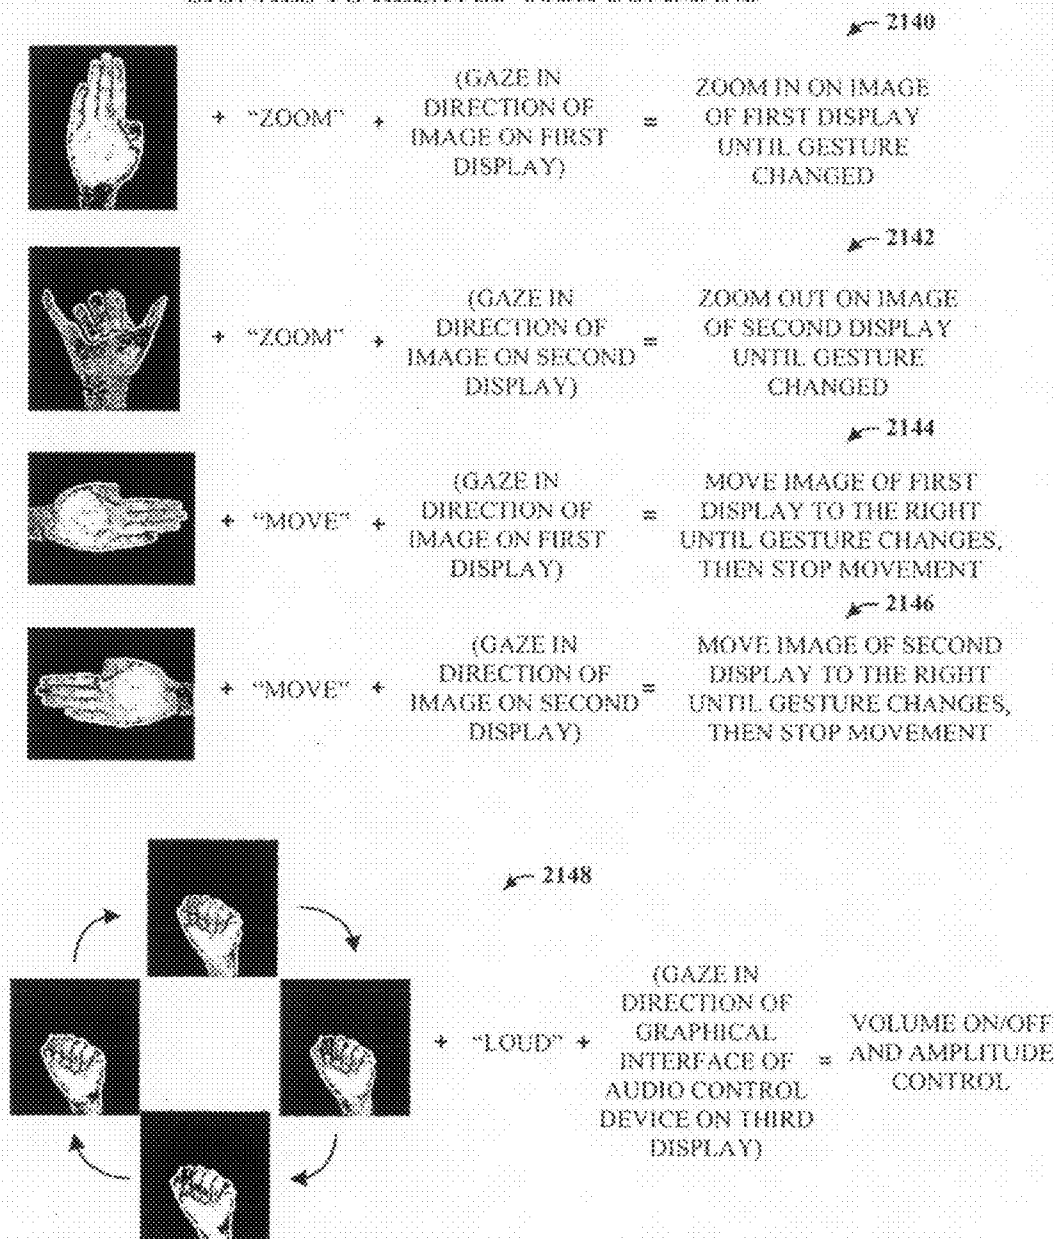 2140
+ "ZOOM" + (GAZE IN
DIRECTION OF
IMAGE ON FIRST
DISPLAY)
= ZOOM IN ON IMAGE
OF FIRST DISPLAY
UNTIL GESTURE
CHANGED
2142
+ "ZOOM" + (GAZE IN
DIRECTION OF
IMAGE ON SECOND
DISPLAY)
= ZOOM OUT ON IMAGE
OF SECOND DISPLAY
UNTIL GESTURE
CHANGED
2144
+ "MOVE" + (GAZE IN
DIRECTION OF
IMAGE ON FIRST
DISPLAY)
= MOVE IMAGE OF FIRST
DISPLAY TO THE RIGHT
UNTIL GESTURE CHANGES,
THEN STOP MOVEMENT
2146
+ "MOVE" + (GAZE IN
DIRECTION OF
IMAGE ON SECOND
DISPLAY)
= MOVE IMAGE OF SECOND
DISPLAY TO THE RIGHT
UNTIL GESTURE CHANGES,
THEN STOP MOVEMENT
2148
+ "LOUD" + (GAZE IN
DIRECTION OF
GRAPHICAL
INTERFACE OF
AUDIO CONTROL
DEVICE ON THIRD
DISPLAY)
= VOLUME ON/OFF
AND AMPLITUDE
CONTROL